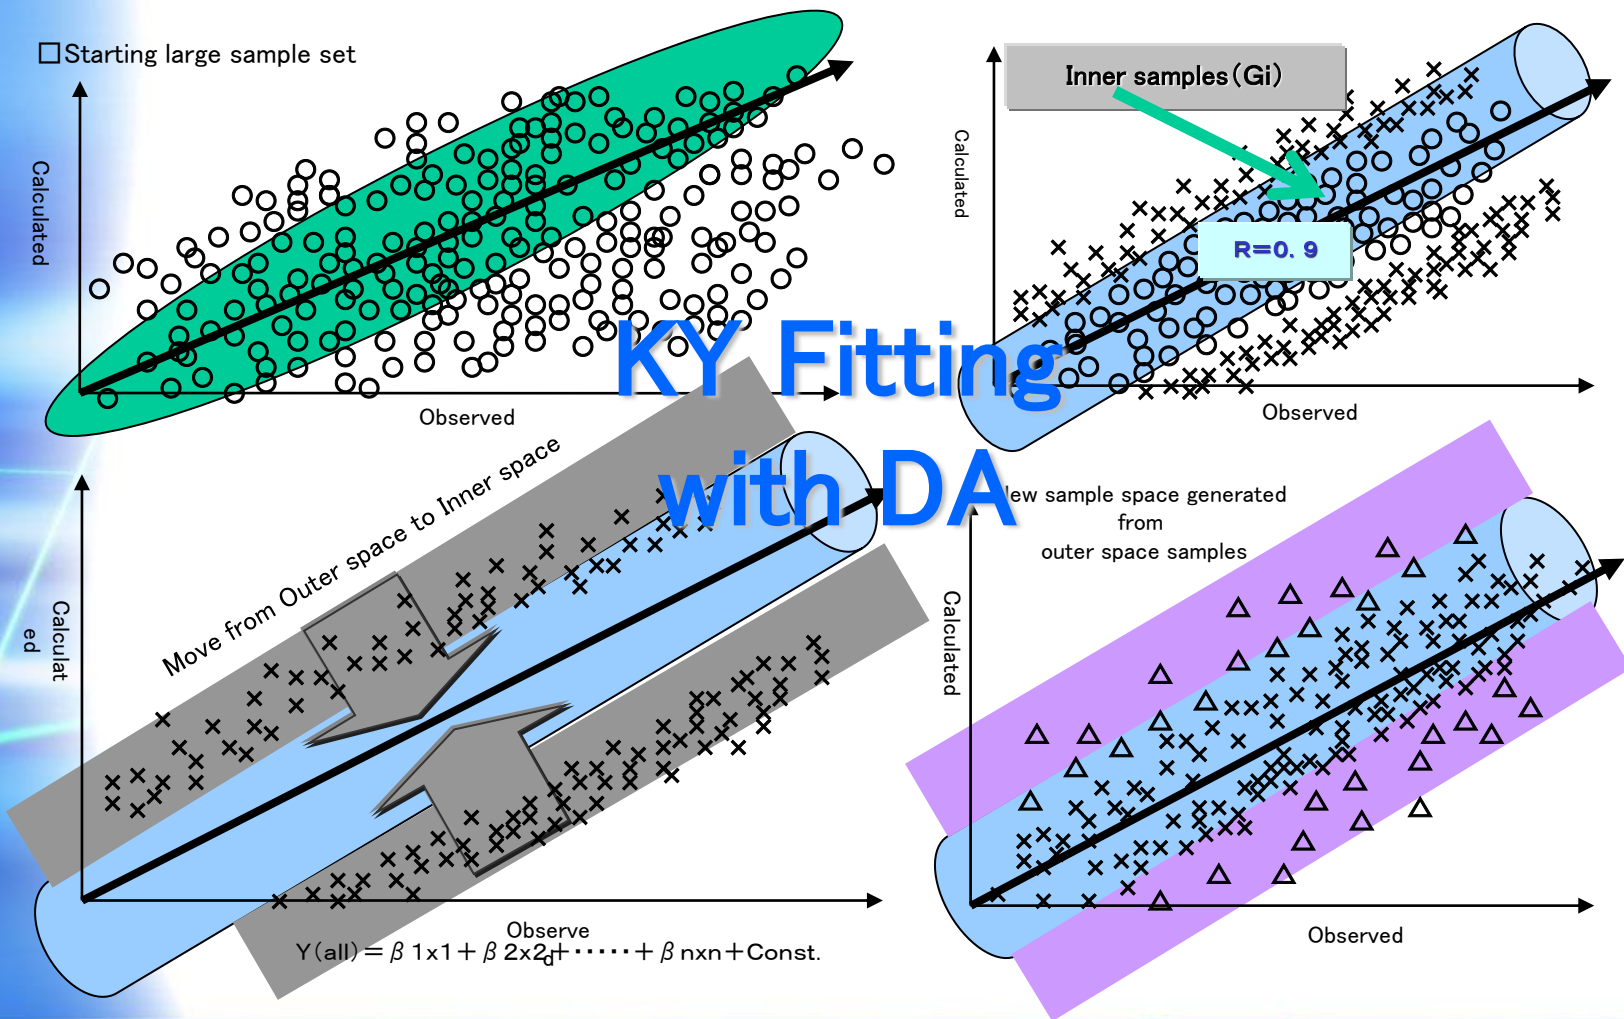 □Starting large sample set
Calculated
Observed
Inner samples(Gi)
Calculated
R=0.9
Observed
KY Fitting
with DA
Move from Outer space to Inner space
Calculat
ed
Observe
d
Y(all)=β1x1+β2x2+・・・・・+βnxn+Const.
ew sample space generated
from
outer space samples
Calculated
Observed